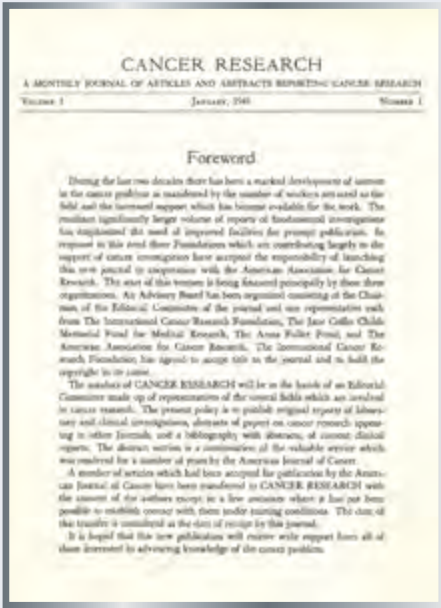 CANCER RESEARCH
A MONTHLY JOURNAL OF ARTICLES AND ABSTRACTS REPORTING CANCER RESEARCH
VOLUME 1 JANUARY, 1941 NUMBER 1
Foreword
During the last two decades there has been a marked development of interest
in the cancer problem as manifested by the number of workers attracted to the
field and the increased support which has become available for the work. The
resultant significantly larger volume of reports of fundamental investigations
has emphasized the need of improved facilities for prompt publication. In
response to this need three Foundations which are contributing largely to the
support of cancer investigation have accepted the responsibility of launching
this new journal in cooperation with the American Association for Cancer
Research. The cost of this venture is being financed principally by these three
organizations. An Advisory Board has been organized consisting of the Chair-
man of the Editorial Committee of the journal and one representative each
from The International Cancer Research Foundation, The Jane Coffin Childs
Memorial Fund for Medical Research, The Anna Fuller Fund, and The
American Association for Cancer Research. The International Cancer Re-
search Foundation has agreed to accept title to the journal and to hold the
copyright in its name.
The conduct of CANCER RESEARCH will be in the hands of an Editorial
Committee made up of representatives of the several fields which are involved
in cancer research. The present policy is to publish original reports of labora-
tory and clinical investigations, abstracts of papers on cancer research appear-
ing in other journals, and a bibliography with abstracts, of current clinical
reports. The abstract section is a continuation of the valuable service which
was rendered for a number of years by the American Journal of Cancer.
A number of articles which had been accepted for publication by the Ameri-
can Journal of Cancer have been transferred to CANCER RESEARCH with
the consent of the authors except in a few instances where it has not been
possible to establish contact with them under existing conditions. The date of
this transfer is considered as the date of receipt by this journal.
It is hoped that this new publication will receive wide support from all of
those interested in advancing knowledge of the cancer problem.